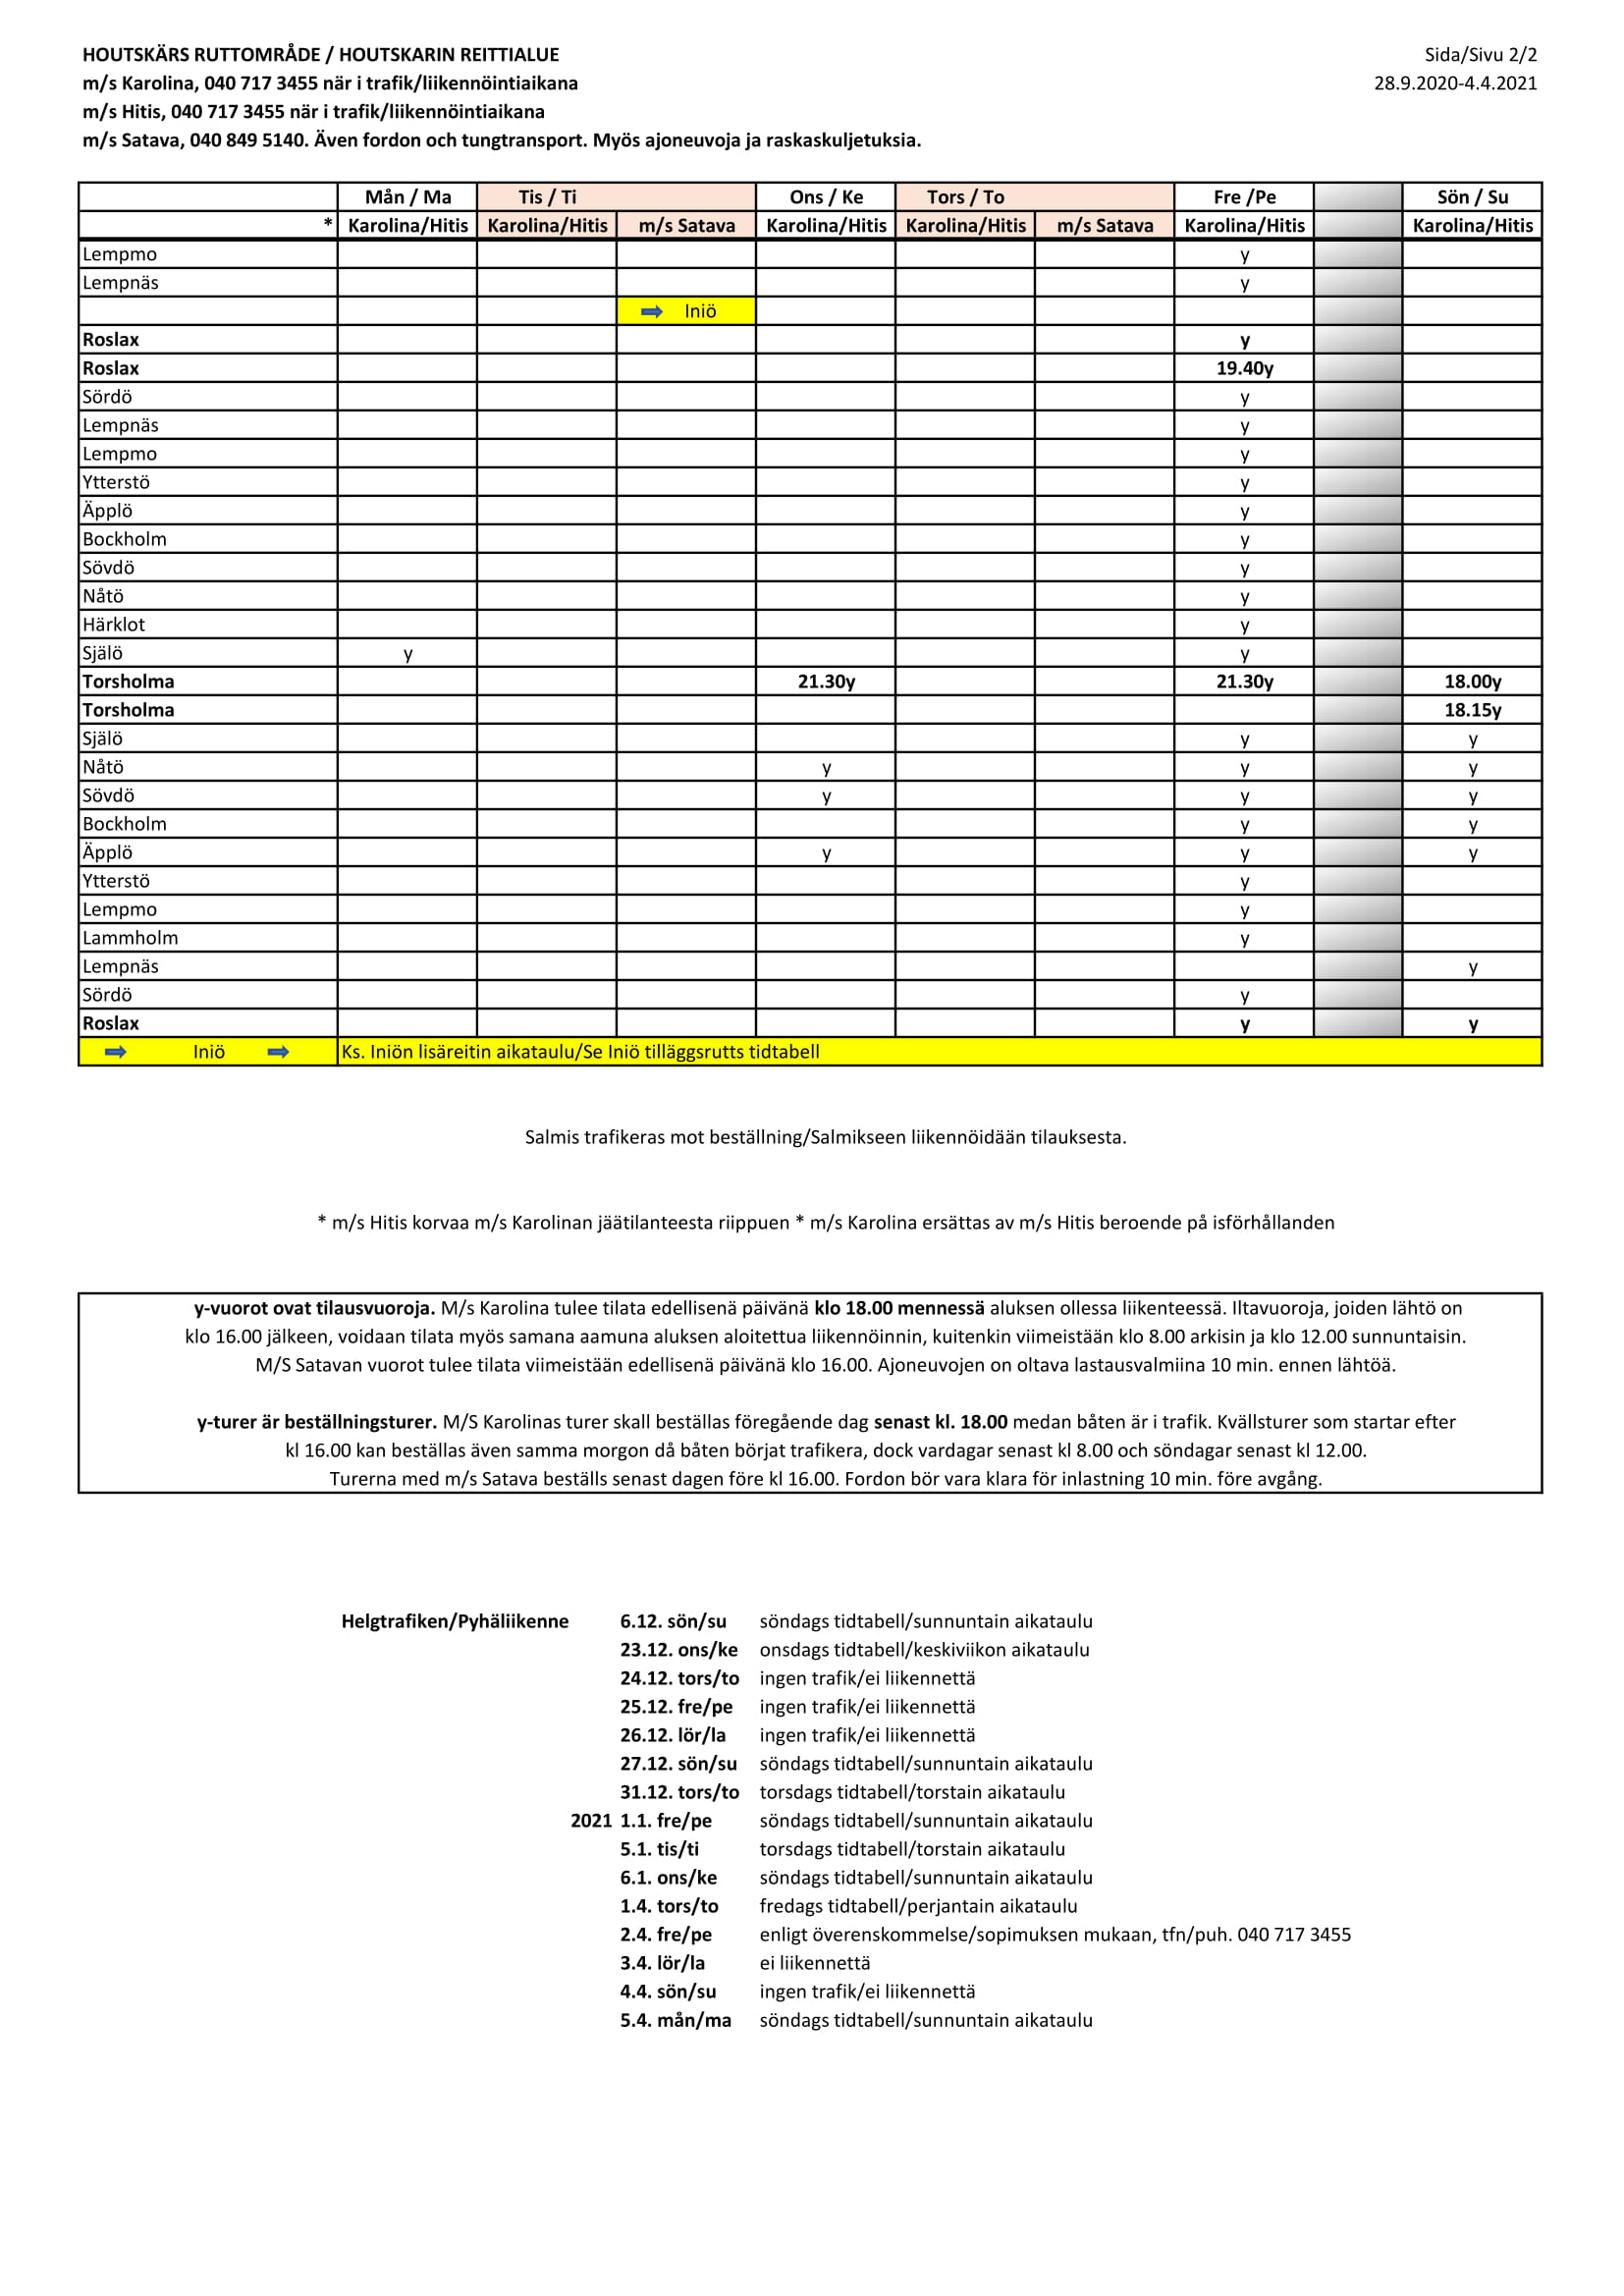 HOUTSKÄRS RUTTOMRÅDE / HOUTSKARIN REITTIALUE Sida/Sivu 2/2
m/s Karolina, 040 717 3455 när i trafik/liikennöintiaikana 28.9.2020-4.4.2021
m/s Hitis, 040 717 3455 när i trafik/liikennöintiaikana
m/s Satava, 040 849 5140. Även fordon och tungtransport. Myös ajoneuvoja ja raskaskuljetuksia.
Mån / Ma Tis / Ti Ons / Ke Tors / To Fre /Pe Sön / Su
* Karolina/Hitis Karolina/Hitis m/s Satava Karolina/Hitis Karolina/Hitis m/s Satava Karolina/Hitis Karolina/Hitis
Lempmo y
Lempnäs y
Iniö
Roslax y
Roslax 19.40y
Sördö y
Lempnäs y
Lempmo y
Ytterstö y
Äpplö y
Bockholm y
Sövdö y
Nåtö y
Härklot y
Själö y y
Torsholma 21.30y 21.30y 18.00y
Torsholma 18.15y
Själö y y
Nåtö y y y
Sövdö y y y
Bockholm y y
Äpplö y y y
Ytterstö y
Lempmo y
Lammholm y
Lempnäs y
Sördö y
Roslax y y
Iniö Ks. Iniön lisäreitin aikataulu/Se Iniö tilläggsrutts tidtabell
Salmis trafikeras mot beställning/Salmikseen liikennöidään tilauksesta.
* m/s Hitis korvaa m/s Karolinan jäätilanteesta riippuen * m/s Karolina ersättas av m/s Hitis beroende på isförhållanden
y-vuorot ovat tilausvuoroja. M/s Karolina tulee tilata edellisenä päivänä klo 18.00 mennessä aluksen ollessa liikenteessä. Iltavuoroja, joiden lähtö on
klo 16.00 jälkeen, voidaan tilata myös samana aamuna aluksen aloitettua liikennöinnin, kuitenkin viimeistään klo 8.00 arkisin ja klo 12.00 sunnuntaisin.
M/S Satavan vuorot tulee tilata viimeistään edellisenä päivänä klo 16.00. Ajoneuvojen on oltava lastausvalmiina 10 min. ennen lähtöä.
y-turer är beställningsturer. M/S Karolinas turer skall beställas föregående dag senast kl. 18.00 medan båten är i trafik. Kvällsturer som startar efter
kl 16.00 kan beställas även samma morgon då båten börjat trafikera, dock vardagar senast kl 8.00 och söndagar senast kl 12.00.
Turerna med m/s Satava beställs senast dagen före kl 16.00. Fordon bör vara klara för inlastning 10 min. före avgång.
Helgtrafiken/Pyhäliikenne 6.12. sön/su söndags tidtabell/sunnuntain aikataulu
23.12. ons/ke onsdags tidtabell/keskiviikon aikataulu
24.12. tors/to ingen trafik/ei liikennettä
25.12. fre/pe ingen trafik/ei liikennettä
26.12. lör/la ingen trafik/ei liikennettä
27.12. sön/su söndags tidtabell/sunnuntain aikataulu
31.12. tors/to torsdags tidtabell/torstain aikataulu
2021 1.1. fre/pe söndags tidtabell/sunnuntain aikataulu
5.1. tis/ti torsdags tidtabell/torstain aikataulu
6.1. ons/ke söndags tidtabell/sunnuntain aikataulu
1.4. tors/to fredags tidtabell/perjantain aikataulu
2.4. fre/pe enligt överenskommelse/sopimuksen mukaan, tfn/puh. 040 717 3455
3.4. lör/la ei liikennettä
4.4. sön/su ingen trafik/ei liikennettä
5.4. mån/ma söndags tidtabell/sunnuntain aikataulu